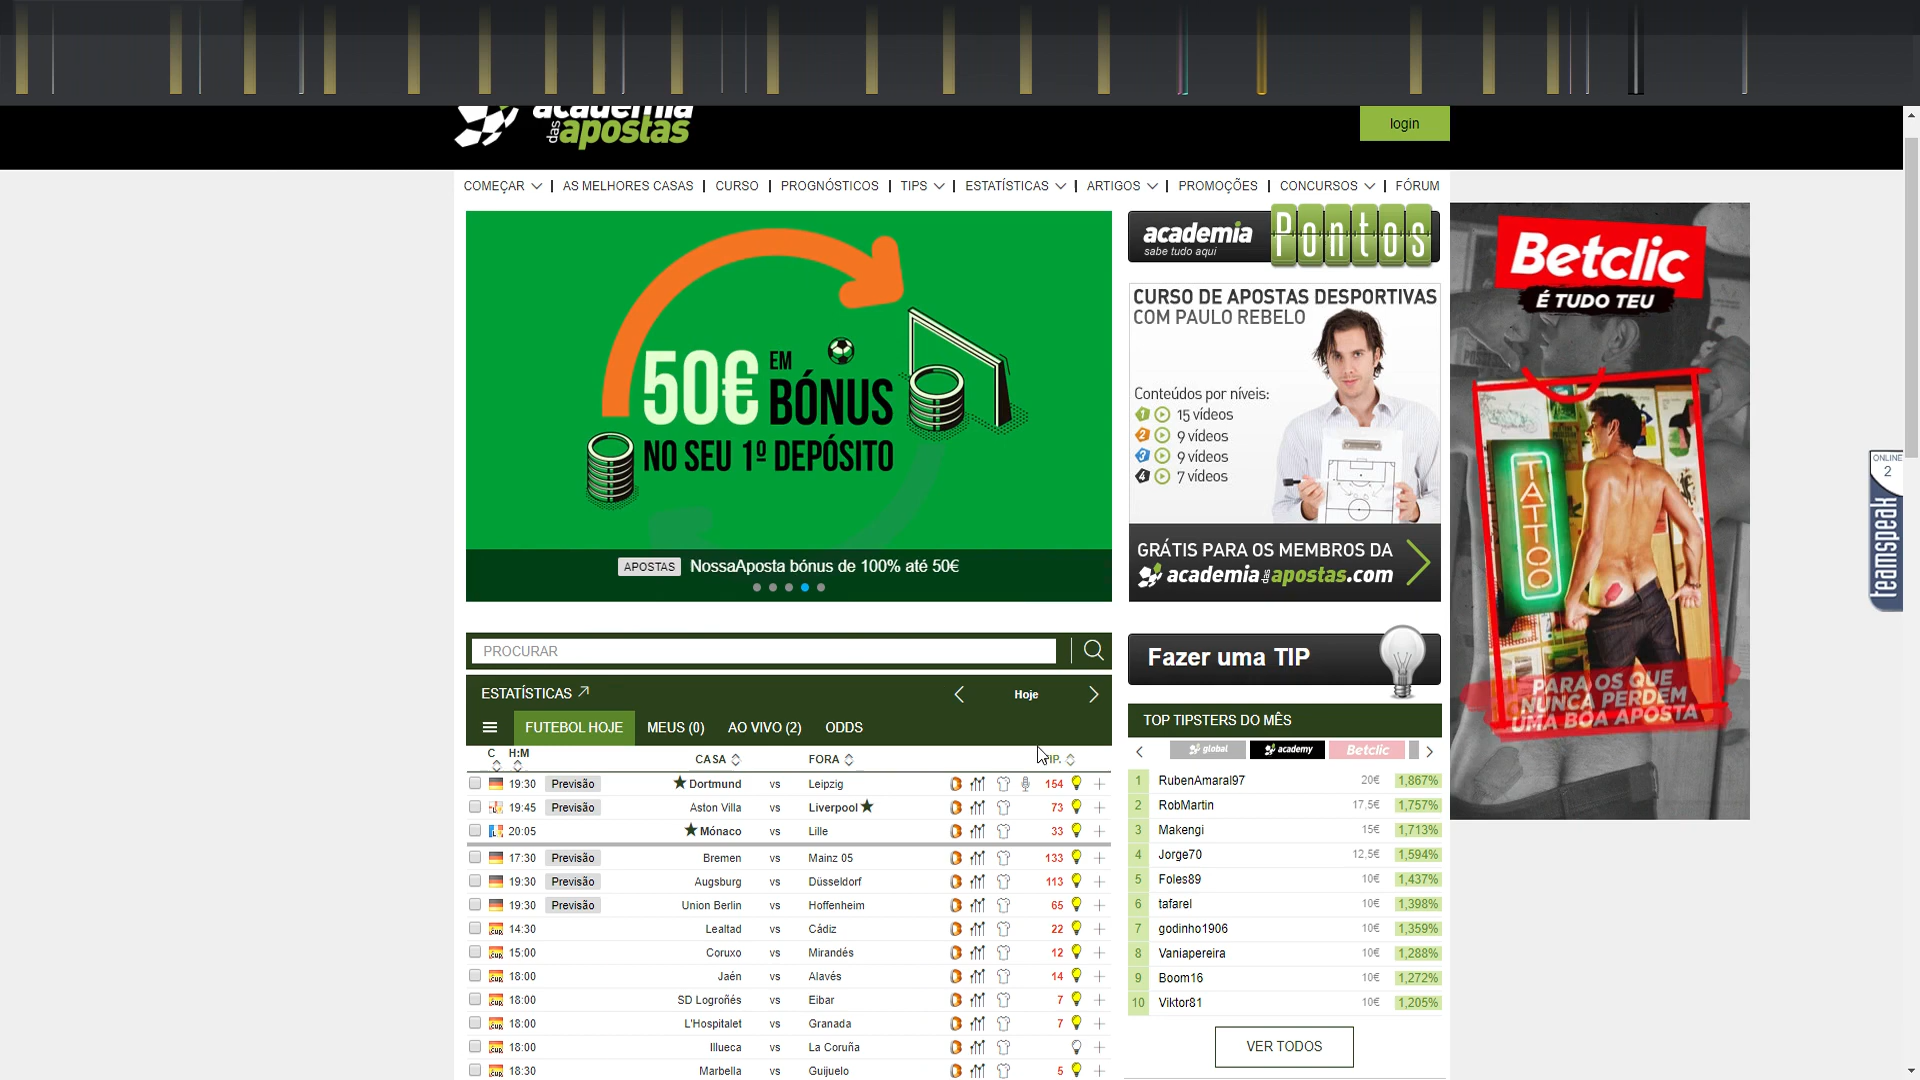 academia
das apostas
login
COMEÇAR | AS MELHORES CASAS | CURSO | PROGNÓSTICOS | TIPS | ESTATÍSTICAS | ARTIGOS | PROMOÇÕES | CONCURSOS | FÓRUM
50€ EM BÓNUS
NO SEU 1º DEPÓSITO
APOSTAS NossaAposta bónus de 100% até 50€
academia Pontos
sabe tudo aqui
CURSO DE APOSTAS DESPORTIVAS
COM PAULO REBELO
Conteúdos por níveis:
1 15 vídeos
2 9 vídeos
3 9 vídeos
4 7 vídeos
GRÁTIS PARA OS MEMBROS DA
academia das apostas.com
Betclic
É TUDO TEU
TATTOO
PARA OS QUE
NUNCA PERDEM
UMA BOA APOSTA
ONLINE
2
teamspeak
PROCURAR
ESTATÍSTICAS
Hoje
FUTEBOL HOJE MEUS (0) AO VIVO (2) ODDS
C H:M CASA FORA IP.
19:30 Previsão Dortmund vs Leipzig 154
19:45 Previsão Aston Villa vs Liverpool 73
20:05 Mónaco vs Lille 33
17:30 Previsão Bremen vs Mainz 05 133
19:30 Previsão Augsburg vs Düsseldorf 113
19:30 Previsão Union Berlin vs Hoffenheim 65
14:30 Lealtad vs Cádiz 22
15:00 Coruxo vs Mirandés 12
18:00 Jaén vs Alavés 14
18:00 SD Logroñés vs Eibar 7
18:00 L'Hospitalet vs Granada 7
18:00 Illueca vs La Coruña
18:30 Marbella vs Guijuelo 5
Fazer uma TIP
TOP TIPSTERS DO MÊS
global academy Betclic
1 RubenAmaral97 20€ 1,867%
2 RobMartin 17,5€ 1,757%
3 Makengi 15€ 1,713%
4 Jorge70 12,5€ 1,594%
5 Foles89 10€ 1,437%
6 tafarel 10€ 1,398%
7 godinho1906 10€ 1,359%
8 Vaniapereira 10€ 1,288%
9 Boom16 10€ 1,272%
10 Viktor81 10€ 1,205%
VER TODOS